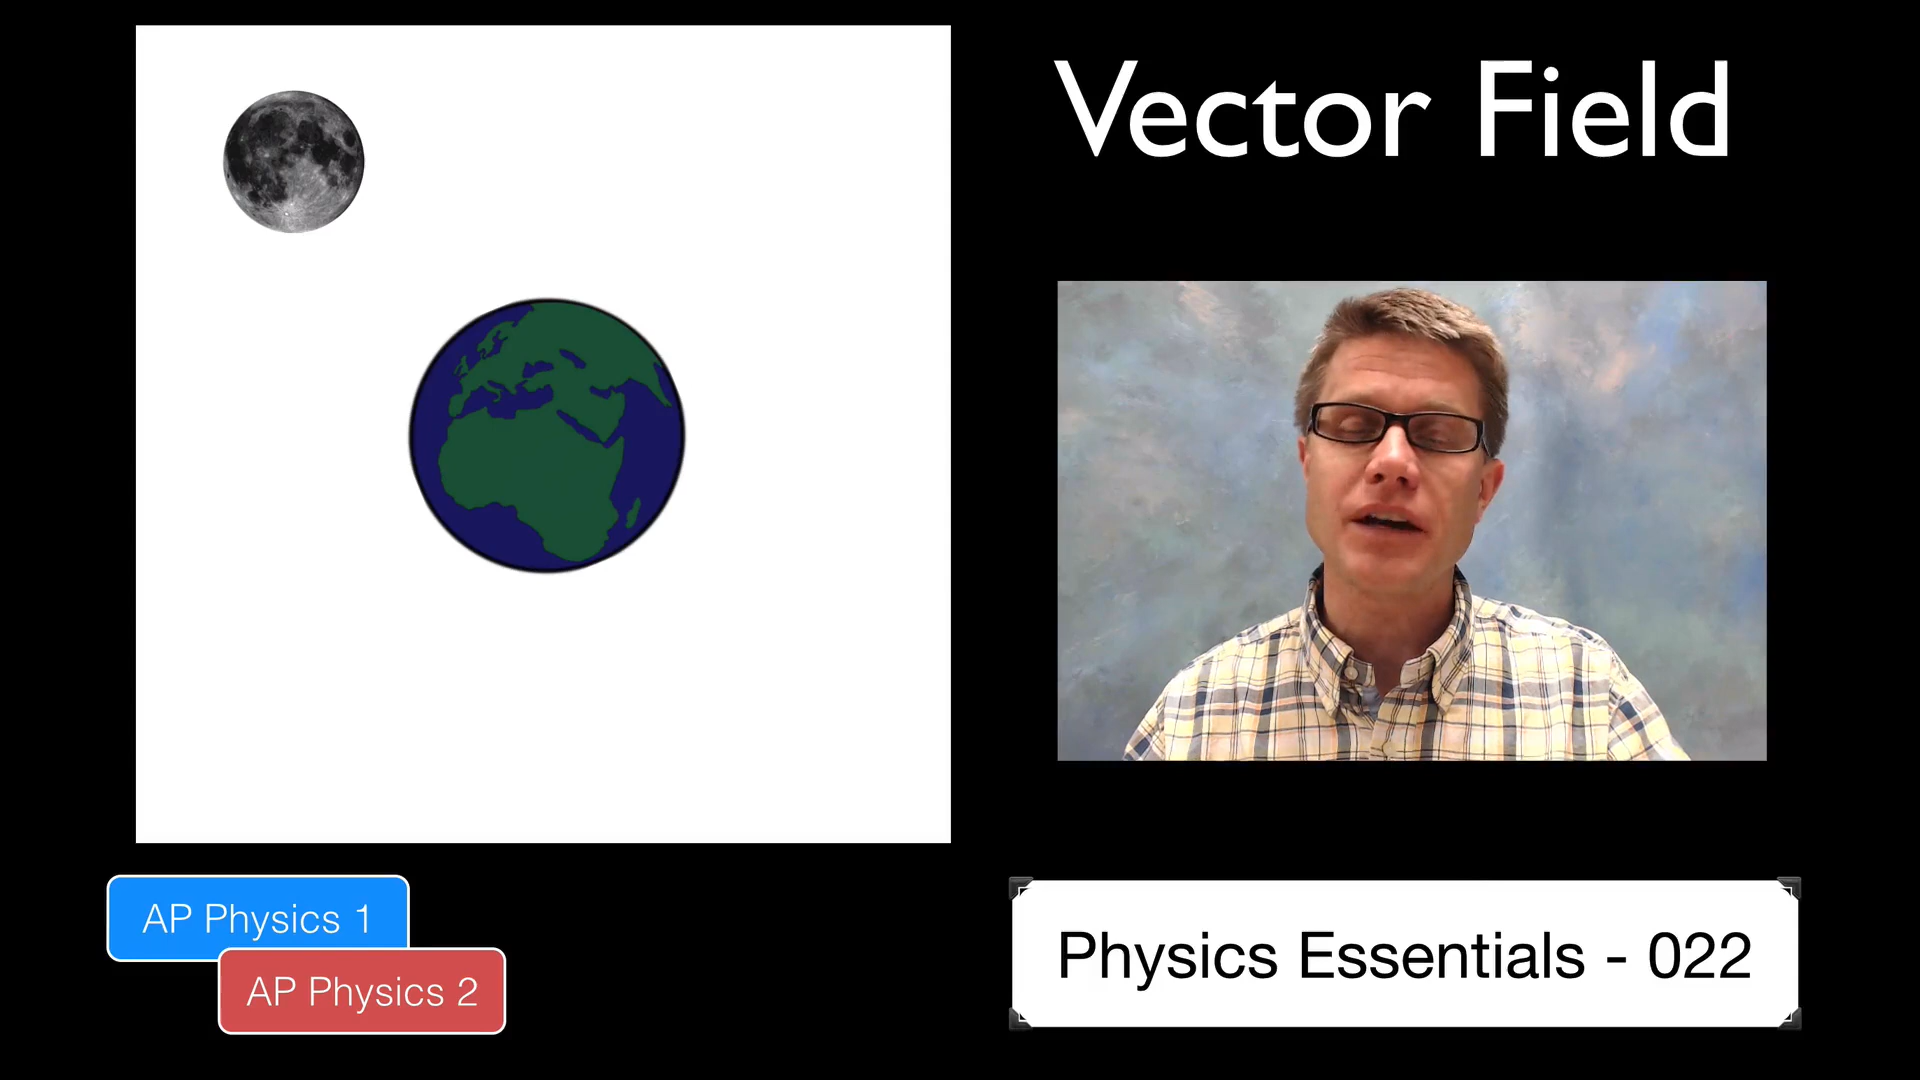 Vector Field
AP Physics 1
AP Physics 2
Physics Essentials - 022